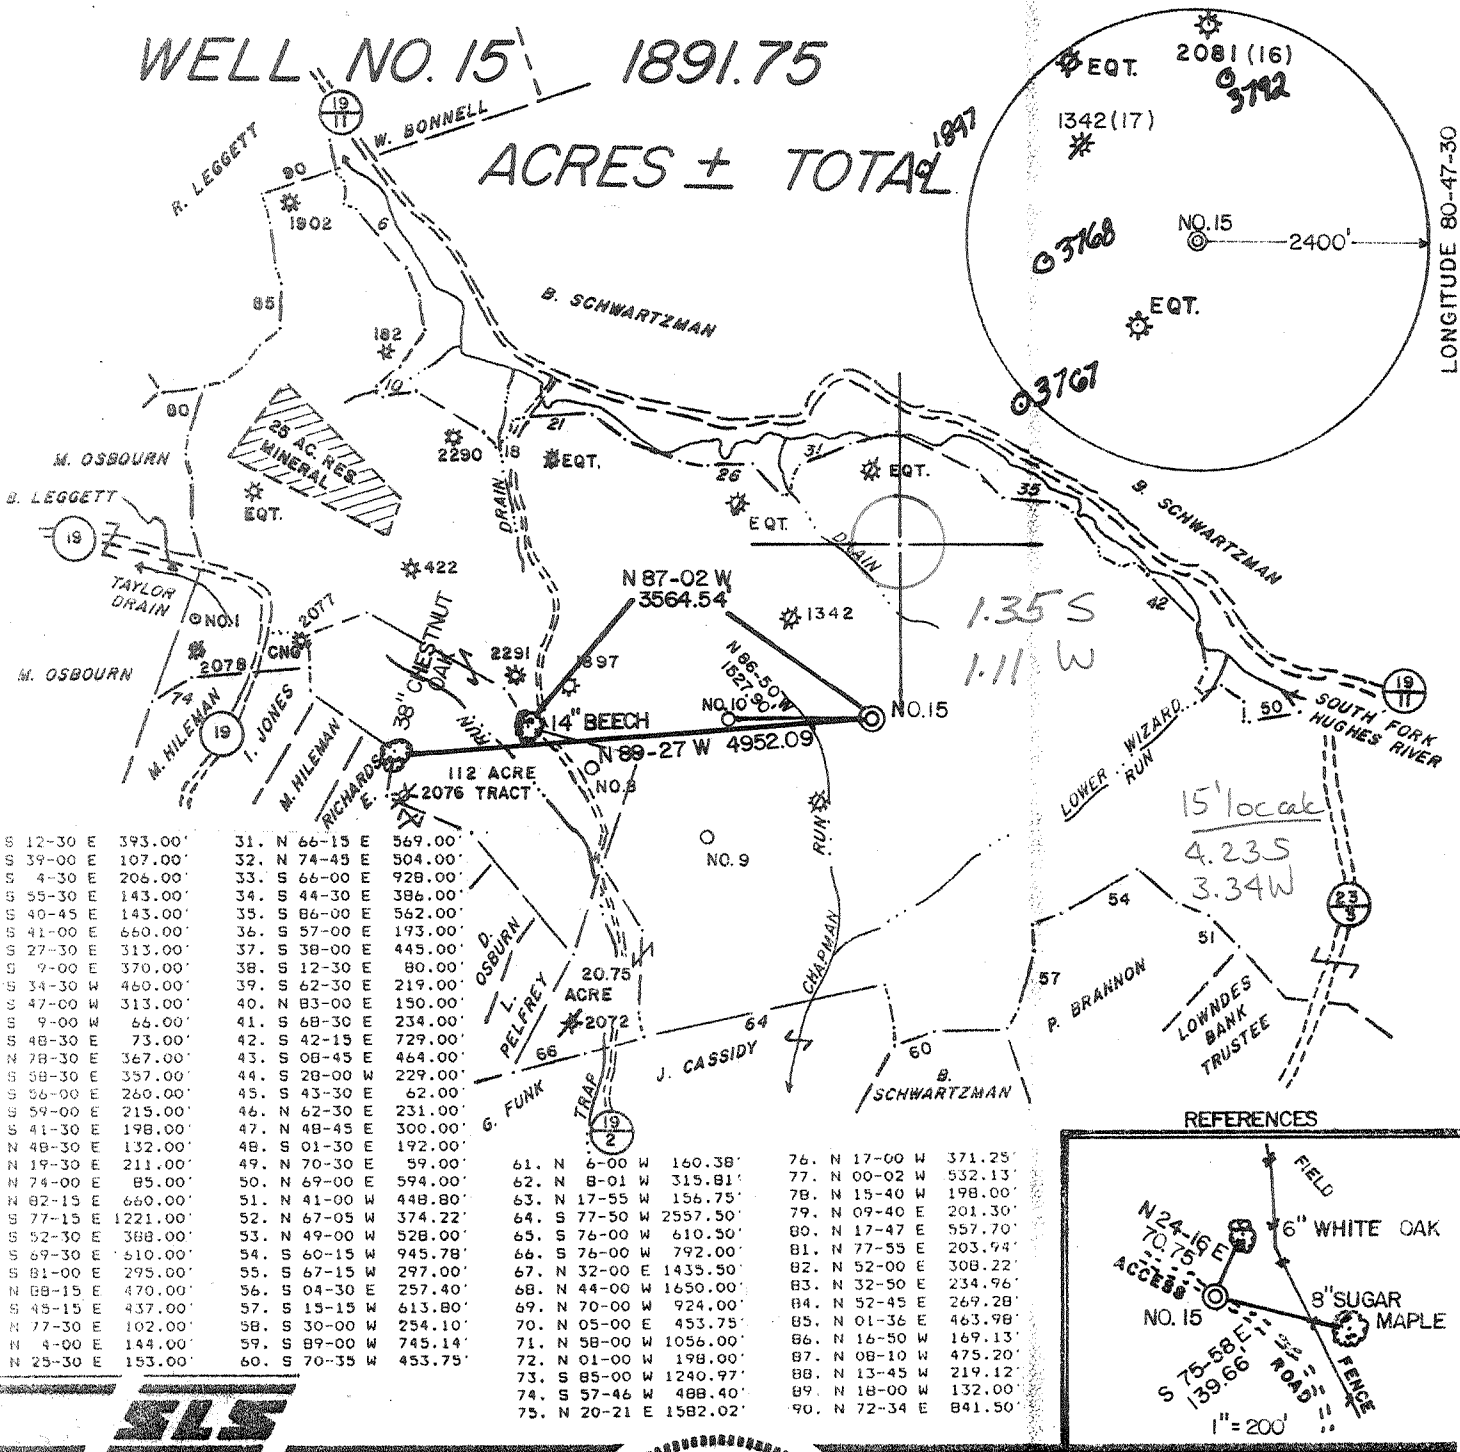 WELL NO. 15 1891.75
ACRES ± TOTAL
19
11
W. BONNELL
R. LEGGETT
90
1902
6
85
182
10
80
B. SCHWARTZMAN
1897
EQT.
2081 (16)
3792
1342(17)
NO.15
2400'
3768
EQT.
3767
LONGITUDE 80-47-30
25 AC. RES.
MINERAL
M. OSBOURN
B. LEGGETT
EQT.
19
TAYLOR
DRAIN
NO.1
2078
M. OSBOURN
74
CNG
2077
2290
18
21
EQT.
DRAIN
422
26
EQT.
31
EQT.
35
DRAIN
B. SCHWARTZMAN
42
N 87-02 W
3564.54'
1342
1.35 S
1.11 W
38" CHESTNUT
OAK
2291
1897
N 86-50 W
1527.90'
NO.10
NO.15
14" BEECH
N 89-27 W 4952.09'
RUN
M. HILEMAN
19
I. JONES
M. HILEMAN
RICHARDS
E.
112 ACRE
2076 TRACT
72
NO.8
NO. 9
RUN
CHAPMAN
LOWER WIZARD
RUN
50
19
11
SOUTH FORK
HUGHES RIVER
15' loc calc
4.23 S
3.34 W
23
5
54
51
57
P. BRANNON
LOWNDES
BANK
TRUSTEE
D.
OSBURN
L.
PELFREY
20.75
ACRE
2072
66
64
J. CASSIDY
60
B.
SCHWARTZMAN
G. FUNK
TRAP
19
2
S 12-30 E 393.00'
S 39-00 E 107.00'
S 4-30 E 206.00'
S 55-30 E 143.00'
S 40-45 E 143.00'
S 41-00 E 660.00'
S 27-30 E 313.00'
S 9-00 E 370.00'
S 34-30 W 460.00'
S 47-00 W 313.00'
S 9-00 W 66.00'
S 48-30 E 73.00'
N 78-30 E 367.00'
S 58-30 E 357.00'
S 56-00 E 260.00'
S 59-00 E 215.00'
S 41-30 E 198.00'
N 48-30 E 132.00'
N 19-30 E 211.00'
N 74-00 E 85.00'
N 82-15 E 660.00'
S 77-15 E 1221.00'
S 52-30 E 388.00'
S 69-30 E 610.00'
S 81-00 E 295.00'
N 88-15 E 470.00'
S 45-15 E 437.00'
N 77-30 E 102.00'
N 4-00 E 144.00'
N 25-30 E 153.00'
31. N 66-15 E 569.00'
32. N 74-45 E 504.00'
33. S 66-00 E 928.00'
34. S 44-30 E 386.00'
35. S 86-00 E 562.00'
36. S 57-00 E 193.00'
37. S 38-00 E 445.00'
38. S 12-30 E 80.00'
39. S 62-30 E 219.00'
40. N 83-00 E 150.00'
41. S 68-30 E 234.00'
42. S 42-15 E 729.00'
43. S 08-45 E 464.00'
44. S 28-00 W 229.00'
45. S 43-30 E 62.00'
46. N 62-30 E 231.00'
47. N 48-45 E 300.00'
48. S 01-30 E 192.00'
49. N 70-30 E 59.00'
50. N 69-00 E 594.00'
51. N 41-00 W 448.80'
52. N 67-05 W 374.22'
53. N 49-00 W 528.00'
54. S 60-15 W 945.78'
55. S 67-15 W 297.00'
56. S 04-30 E 257.40
57. S 15-15 W 613.80'
58. S 30-00 W 254.10'
59. S 89-00 W 745.14'
60. S 70-35 W 453.75'
61. N 6-00 W 160.38'
62. N 8-01 W 315.81'
63. N 17-55 W 156.75'
64. S 77-50 W 2557.50'
65. S 76-00 W 610.50'
66. S 76-00 W 792.00'
67. N 32-00 E 1435.50'
68. N 44-00 W 1650.00'
69. N 70-00 W 924.00'
70. N 05-00 E 453.75'
71. N 58-00 W 1056.00'
72. N 01-00 W 198.00'
73. S 85-00 W 1240.97'
74. S 57-46 W 488.40'
75. N 20-21 E 1582.02'
76. N 17-00 W 371.25'
77. N 00-02 W 532.13'
78. N 15-40 W 198.00'
79. N 09-40 E 201.30'
80. N 17-47 E 557.70'
81. N 77-55 E 203.94'
82. N 52-00 E 308.22'
83. N 32-50 E 234.96'
84. N 52-45 E 269.28'
85. N 01-36 E 463.98'
86. N 16-50 W 169.13'
87. N 08-10 W 475.20'
88. N 13-45 W 219.12'
89. N 18-00 W 132.00'
90. N 72-34 E 841.50'
REFERENCES
FIELD
N 24-16 E
70.75'
6" WHITE OAK
ACCESS
NO. 15
8" SUGAR
MAPLE
S 75-58 E
139.66'
ROAD
FENCE
1"=200'
SLS